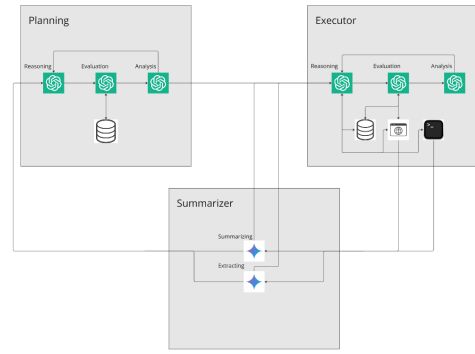 Planning
Reasoning
Evaluation
Analysis
Executor
Reasoning
Evaluation
Analysis
>_
Summarizer
Summarizing
Extracting